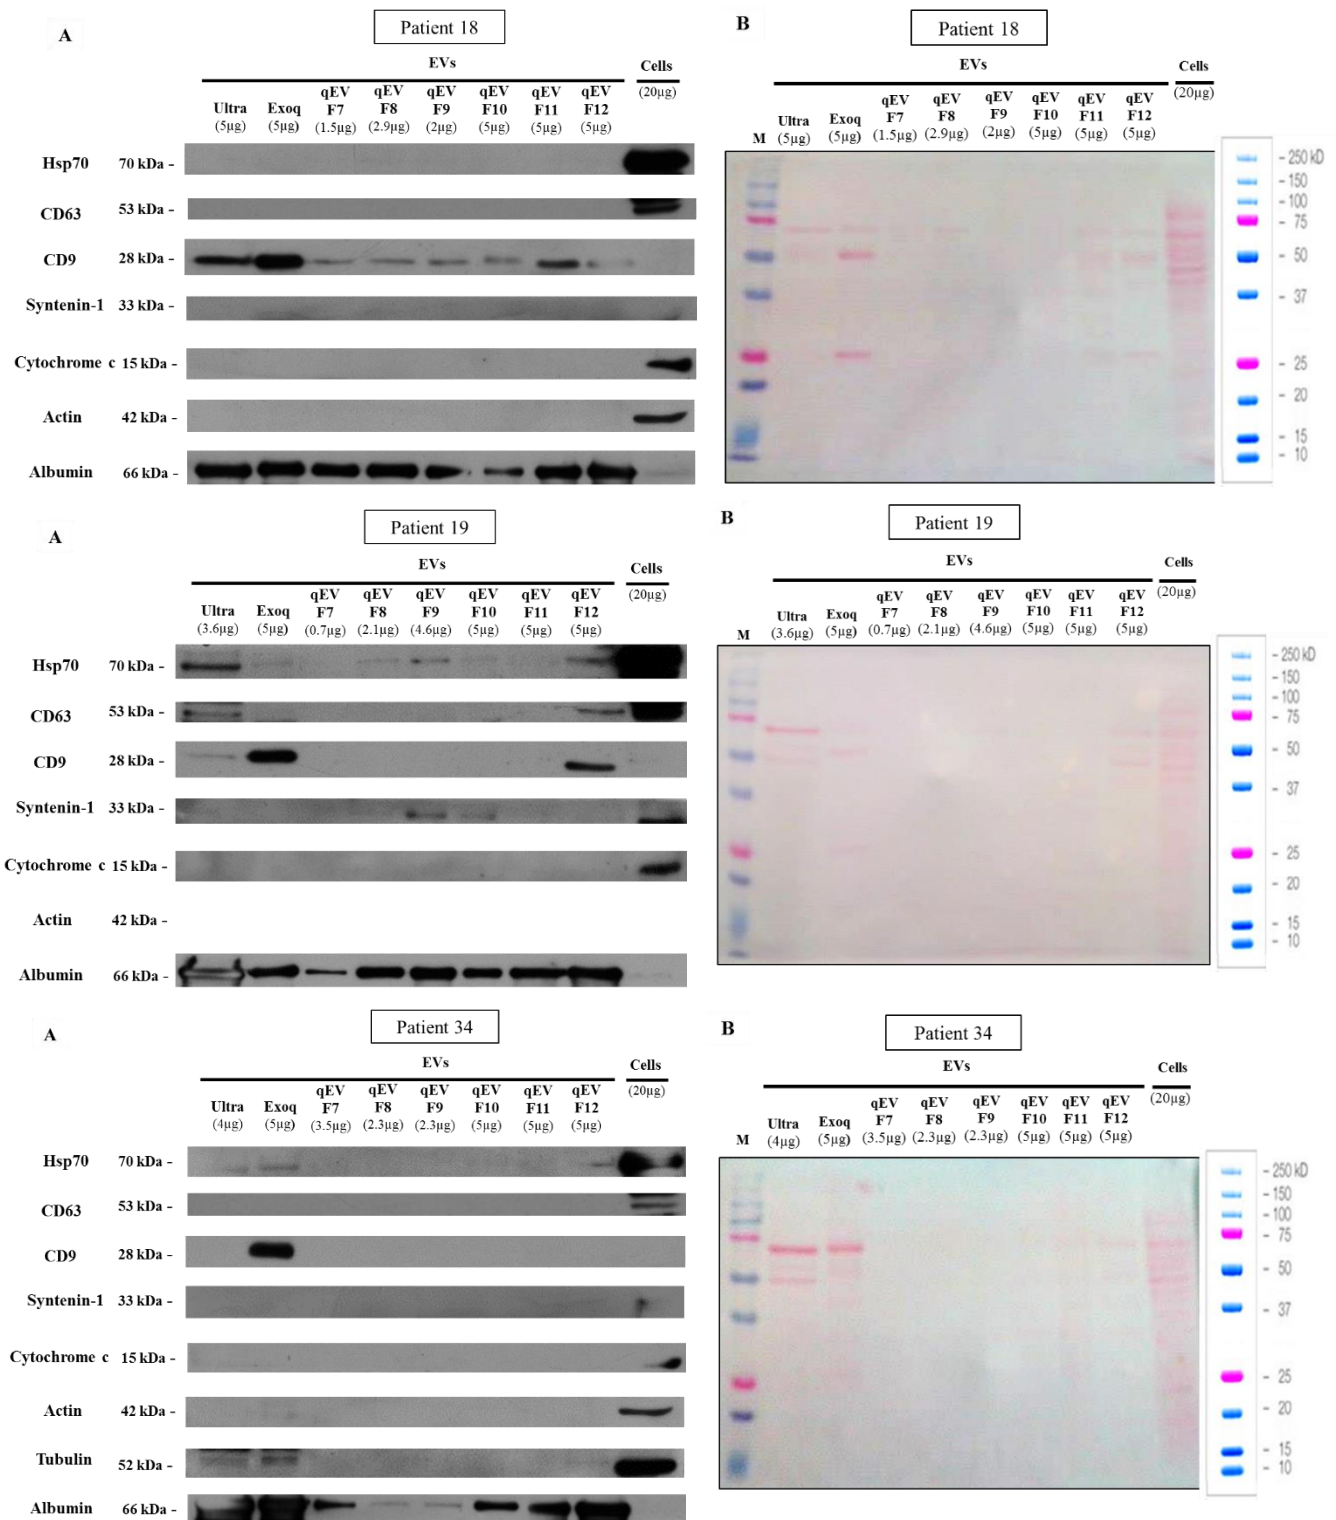 A
Patient 18
EVs
Cells
Ultra Exoq qEV F7 qEV F8 qEV F9 qEV F10 qEV F11 qEV F12
(5µg) (5µg) (1.5µg) (2.9µg) (2µg) (5µg) (5µg) (5µg) (20µg)
Hsp70 70 kDa -
CD63 53 kDa -
CD9 28 kDa -
Syntenin-1 33 kDa -
Cytochrome c 15 kDa -
Actin 42 kDa -
Albumin 66 kDa -
B
Patient 18
EVs
Cells
M Ultra Exoq qEV F7 qEV F8 qEV F9 qEV F10 qEV F11 qEV F12
(5µg) (5µg) (1.5µg) (2.9µg) (2µg) (5µg) (5µg) (5µg) (20µg)
- 250 kD
- 150
- 100
- 75
- 50
- 37
- 25
- 20
- 15
- 10
A
Patient 19
EVs
Cells
Ultra Exoq qEV F7 qEV F8 qEV F9 qEV F10 qEV F11 qEV F12
(3.6µg) (5µg) (0.7µg) (2.1µg) (4.6µg) (5µg) (5µg) (5µg) (20µg)
Hsp70 70 kDa -
CD63 53 kDa -
CD9 28 kDa -
Syntenin-1 33 kDa -
Cytochrome c 15 kDa -
Actin 42 kDa -
Albumin 66 kDa -
B
Patient 19
EVs
Cells
M Ultra Exoq qEV F7 qEV F8 qEV F9 qEV F10 qEV F11 qEV F12
(3.6µg) (5µg) (0.7µg) (2.1µg) (4.6µg) (5µg) (5µg) (5µg) (20µg)
- 250 kD
- 150
- 100
- 75
- 50
- 37
- 25
- 20
- 15
- 10
A
Patient 34
EVs
Cells
Ultra Exoq qEV F7 qEV F8 qEV F9 qEV F10 qEV F11 qEV F12
(4µg) (5µg) (3.5µg) (2.3µg) (2.3µg) (5µg) (5µg) (5µg) (20µg)
Hsp70 70 kDa -
CD63 53 kDa -
CD9 28 kDa -
Syntenin-1 33 kDa -
Cytochrome c 15 kDa -
Actin 42 kDa -
Tubulin 52 kDa -
Albumin 66 kDa -
B
Patient 34
EVs
Cells
M Ultra Exoq qEV F7 qEV F8 qEV F9 qEV F10 qEV F11 qEV F12
(4µg) (5µg) (3.5µg) (2.3µg) (2.3µg) (5µg) (5µg) (5µg) (20µg)
- 250 kD
- 150
- 100
- 75
- 50
- 37
- 25
- 20
- 15
- 10